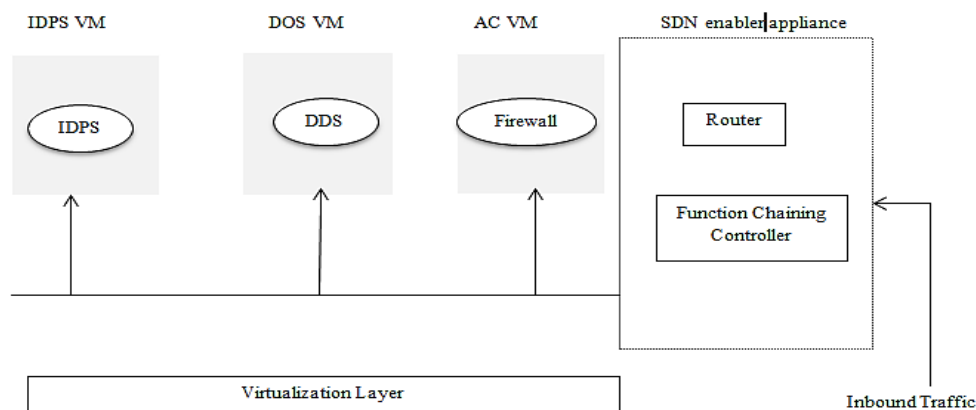 IDPS VM
DOS VM
AC VM
SDN enabler appliance
IDPS
DDS
Firewall
Router
Function Chaining
Controller
Virtualization Layer
Inbound Traffic